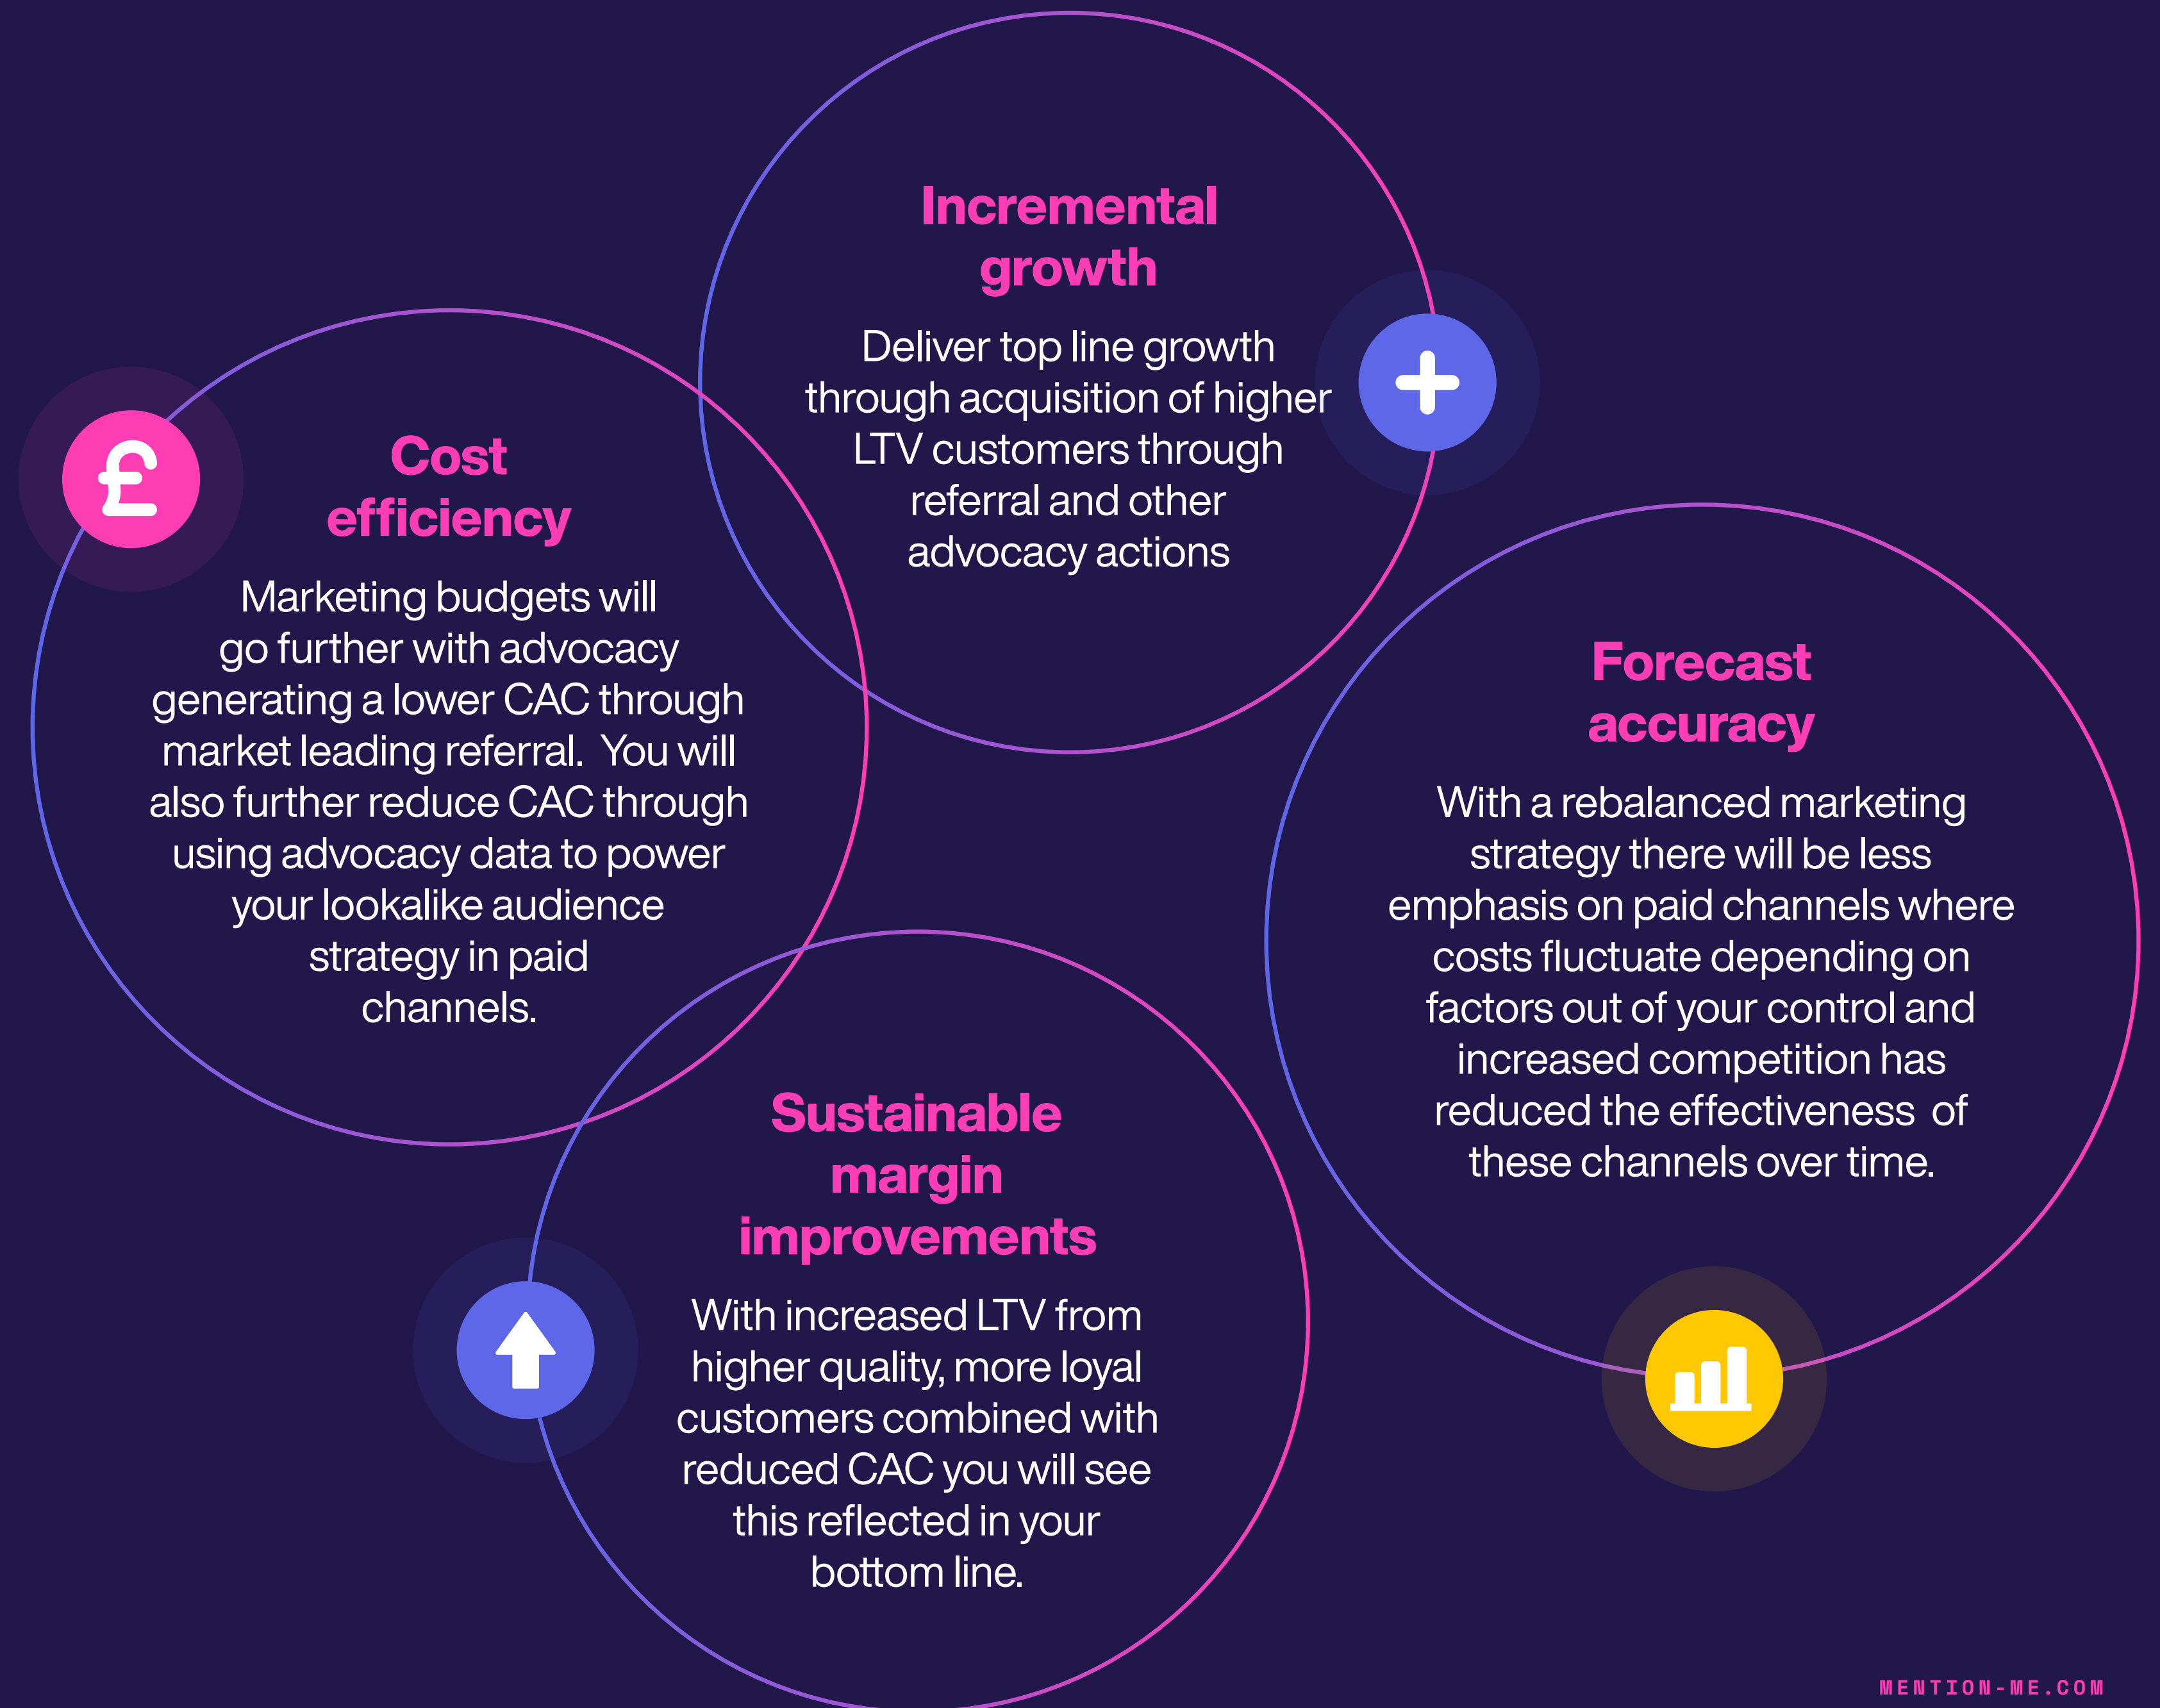 Incremental
growth
Deliver top line growth
through acquisition of higher
LTV customers through
referral and other
advocacy actions
£
Cost
efficiency
Marketing budgets will
go further with advocacy
generating a lower CAC through
market leading referral.  You will
also further reduce CAC through
using advocacy data to power
your lookalike audience
strategy in paid
channels.
Forecast
accuracy
With a rebalanced marketing
strategy there will be less
emphasis on paid channels where
costs fluctuate depending on
factors out of your control and
increased competition has
reduced the effectiveness  of
these channels over time.
Sustainable
margin
improvements
With increased LTV from
higher quality, more loyal
customers combined with
reduced CAC you will see
this reflected in your
bottom line.
MENTION-ME.COM